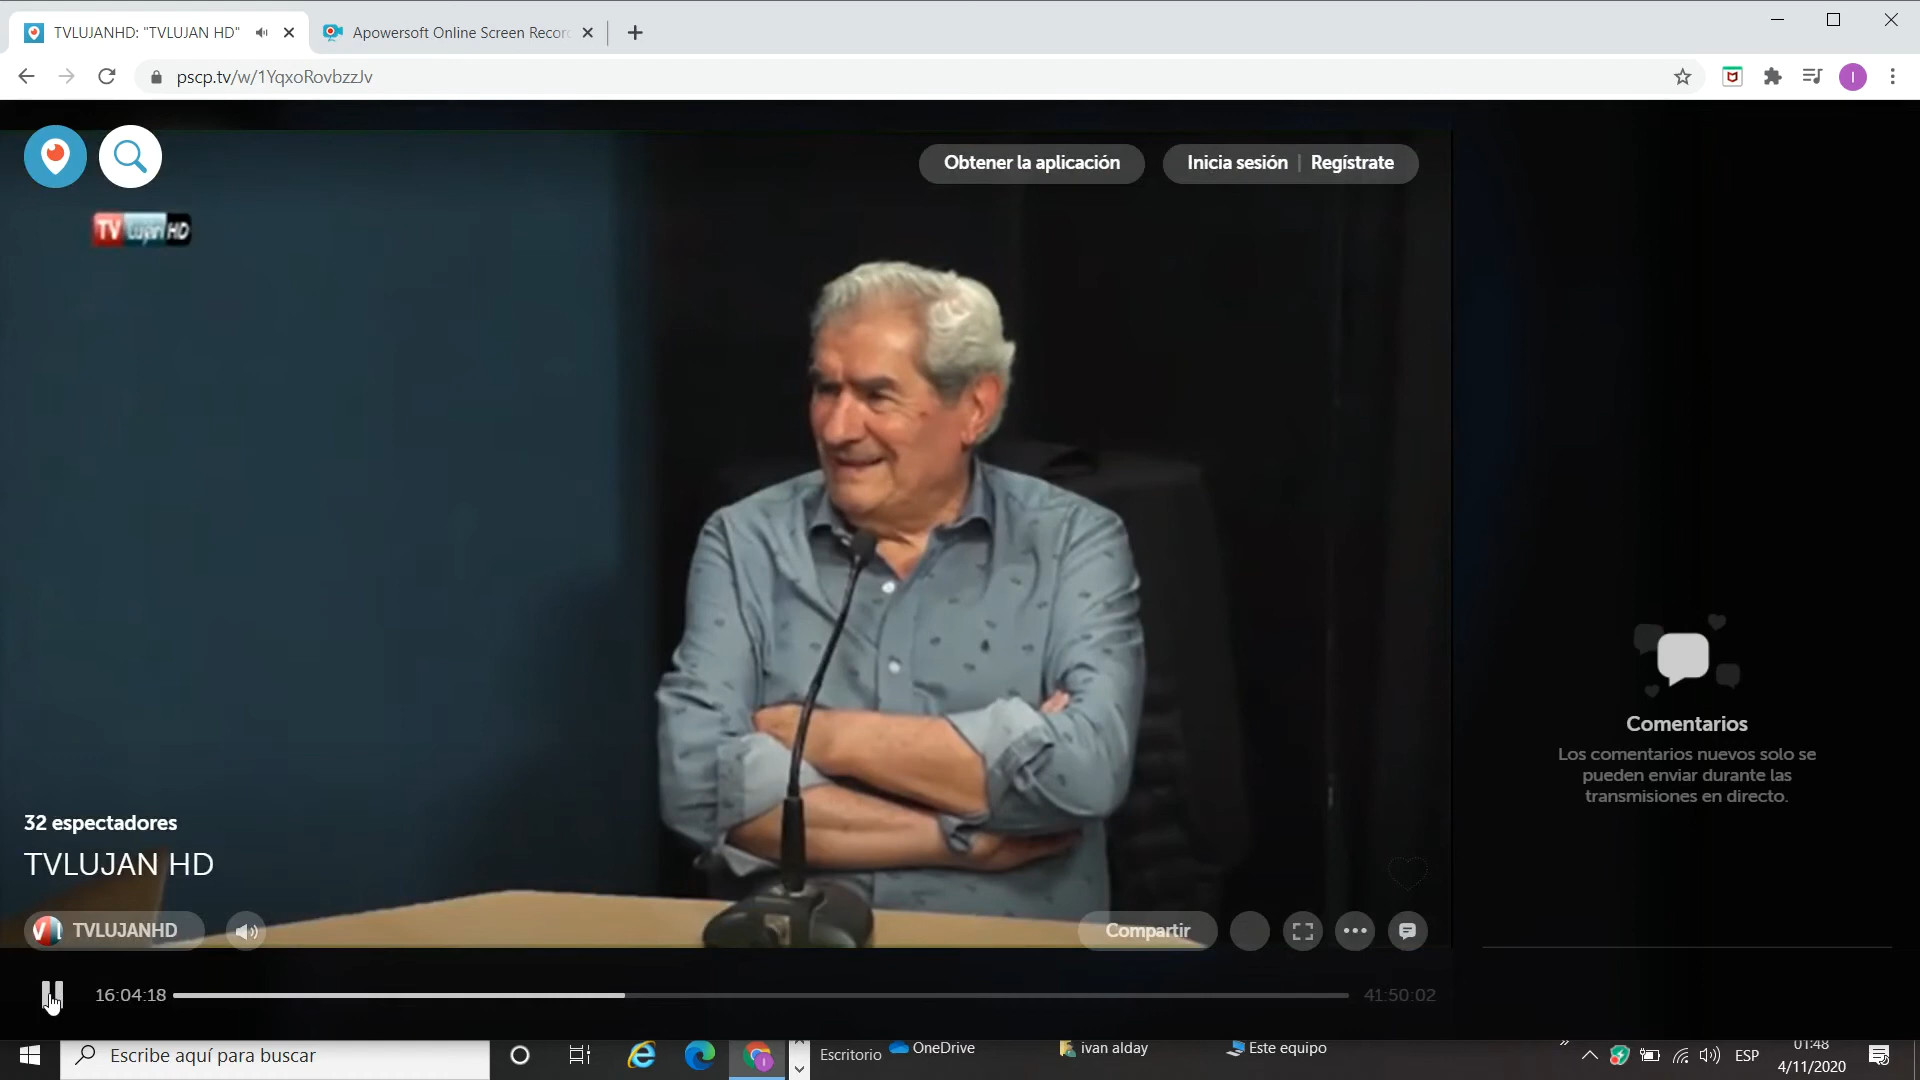 TVLUJANHD: "TVLUJAN HD"
Apowersoft Online Screen Recor
pscp.tv/w/1YqxoRovbzzJv
Obtener la aplicación
Inicia sesión | Regístrate
TV Luján HD
32 espectadores
TVLUJAN HD
TVLUJANHD
Compartir
Comentarios
Los comentarios nuevos solo se
pueden enviar durante las
transmisiones en directo.
16:04:18
41:50:02
Escribe aquí para buscar
Escritorio
OneDrive
ivan alday
Este equipo
ESP
01:48
4/11/2020